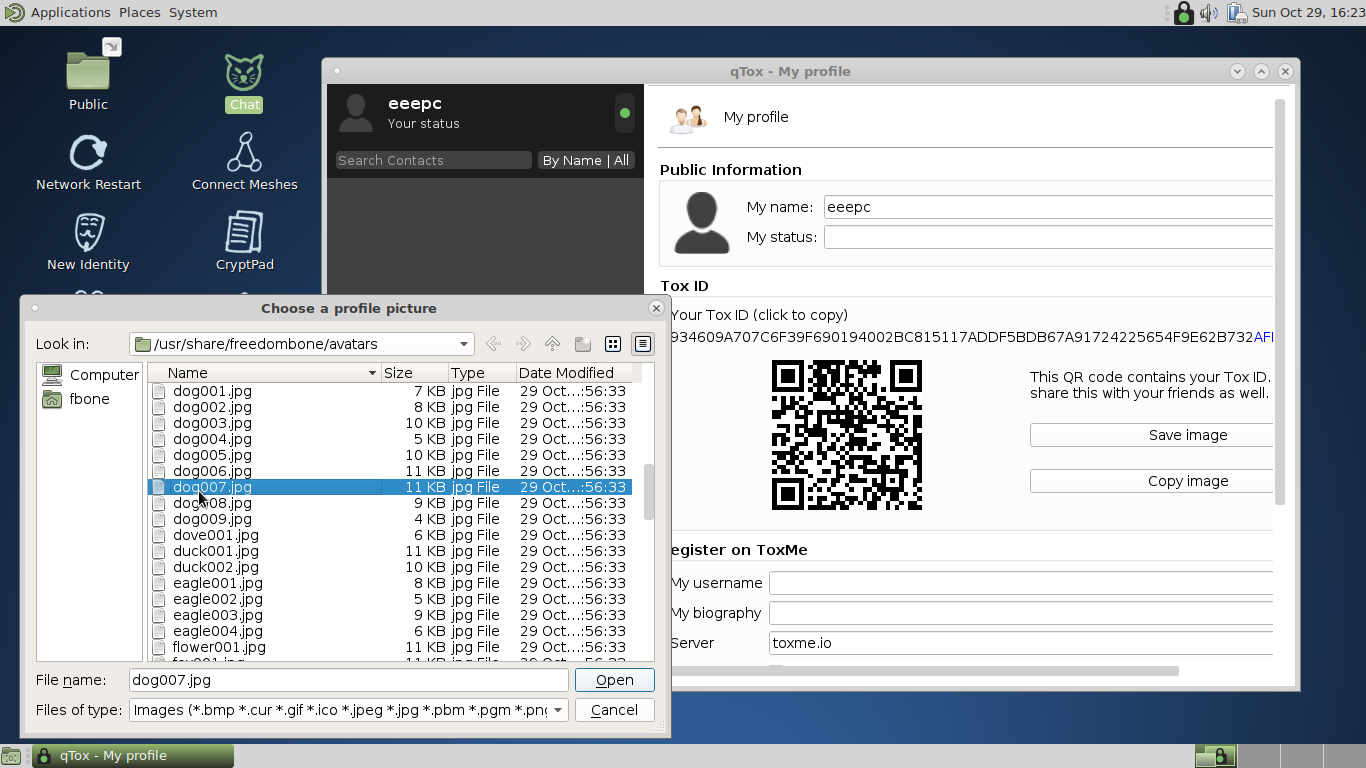 Applications Places System
Sun Oct 29, 16:23
Public
Chat
Network Restart
Connect Meshes
New Identity
CryptPad
qTox - My profile
eeepc
Your status
Search Contacts
By Name | All
My profile
Public Information
My name: eeepc
My status:
Tox ID
Your Tox ID (click to copy)
934609A707C6F39F690194002BC815117ADDF5BDB67A91724225654F9E62B732AFI
This QR code contains your Tox ID.
share this with your friends as well.
Save image
Copy image
egister on ToxMe
My username
My biography
Server toxme.io
Choose a profile picture
Look in: /usr/share/freedombone/avatars
Computer
fbone
Name Size Type Date Modified
dog001.jpg 7 KB jpg File 29 Oct...:56:33
dog002.jpg 8 KB jpg File 29 Oct...:56:33
dog003.jpg 10 KB jpg File 29 Oct...:56:33
dog004.jpg 5 KB jpg File 29 Oct...:56:33
dog005.jpg 10 KB jpg File 29 Oct...:56:33
dog006.jpg 11 KB jpg File 29 Oct...:56:33
dog007.jpg 11 KB jpg File 29 Oct...:56:33
dog008.jpg 9 KB jpg File 29 Oct...:56:33
dog009.jpg 4 KB jpg File 29 Oct...:56:33
dove001.jpg 6 KB jpg File 29 Oct...:56:33
duck001.jpg 11 KB jpg File 29 Oct...:56:33
duck002.jpg 10 KB jpg File 29 Oct...:56:33
eagle001.jpg 8 KB jpg File 29 Oct...:56:33
eagle002.jpg 5 KB jpg File 29 Oct...:56:33
eagle003.jpg 9 KB jpg File 29 Oct...:56:33
eagle004.jpg 6 KB jpg File 29 Oct...:56:33
flower001.jpg 11 KB jpg File 29 Oct...:56:33
File name: dog007.jpg
Open
Files of type: Images (*.bmp *.cur *.gif *.ico *.jpeg *.jpg *.pbm *.pgm *.png
Cancel
qTox - My profile